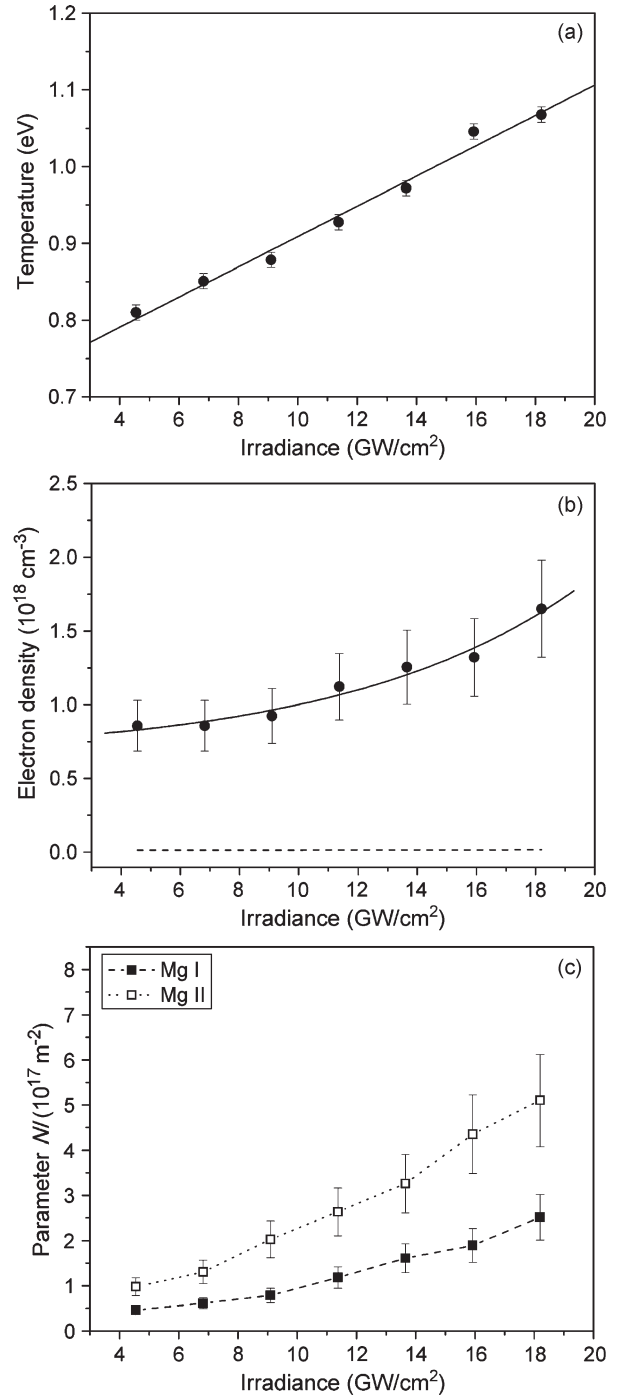 (a)
1.2
1.1
1.0
0.9
0.8
0.7
Temperature (eV)
4 6 8 10 12 14 16 18 20
Irradiance (GW/cm²)
(b)
2.5
2.0
1.5
1.0
0.5
0.0
Electron density (10¹⁸ cm⁻³)
4 6 8 10 12 14 16 18 20
Irradiance (GW/cm²)
(c)
Mg I
Mg II
8
7
6
5
4
3
2
1
0
Parameter Nl (10¹⁷ m⁻²)
4 6 8 10 12 14 16 18 20
Irradiance (GW/cm²)